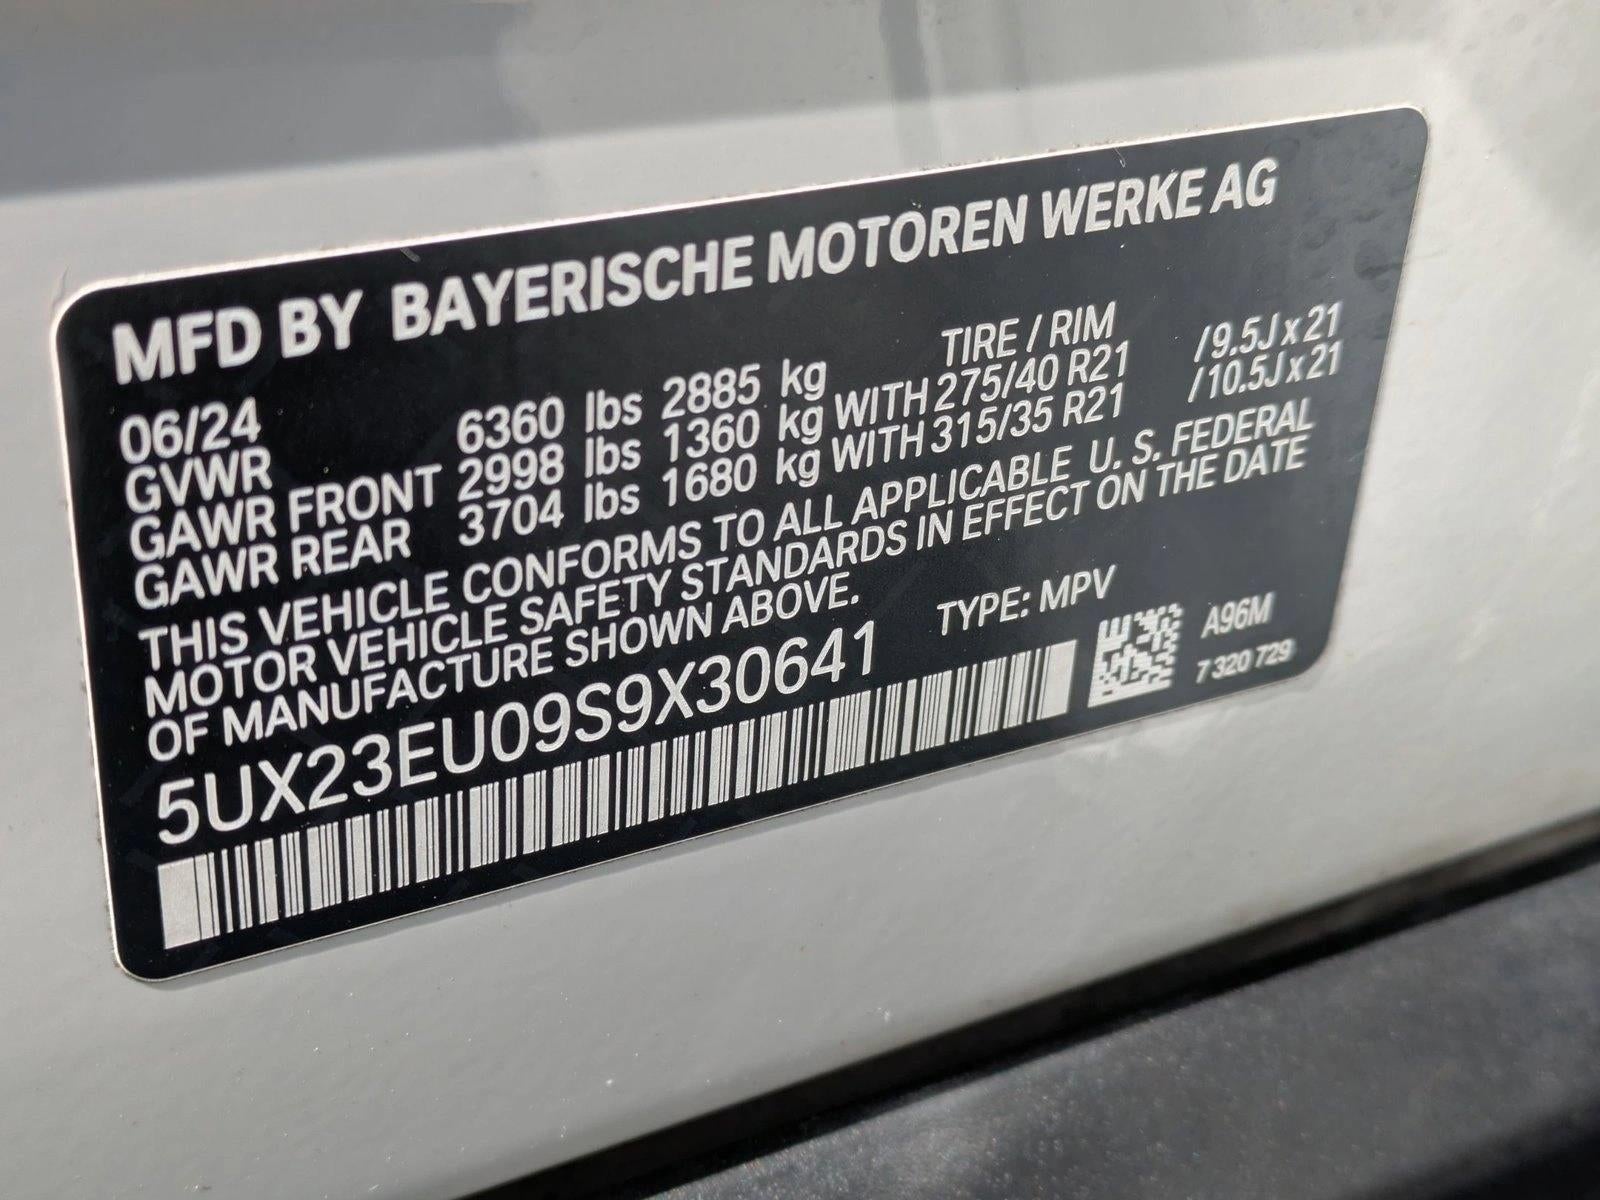 MFD BY BAYERISCHE MOTOREN WERKE AG
06/24 TIRE / RIM
GVWR 6360 lbs 2885 kg
GAWR FRONT 2998 lbs 1360 kg WITH 275/40 R21 /9.5J x 21
GAWR REAR 3704 lbs 1680 kg WITH 315/35 R21 /10.5J x 21
THIS VEHICLE CONFORMS TO ALL APPLICABLE U. S. FEDERAL
MOTOR VEHICLE SAFETY STANDARDS IN EFFECT ON THE DATE
OF MANUFACTURE SHOWN ABOVE.
5UX23EU09S9X30641 TYPE: MPV
A96M
7 320 729